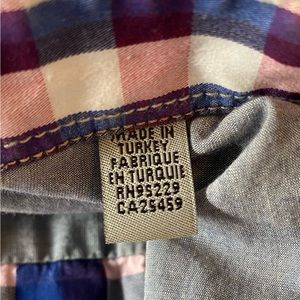 MADE IN
TURKEY
FABRIQUE
EN TURQUIE
RN95229
CA25459